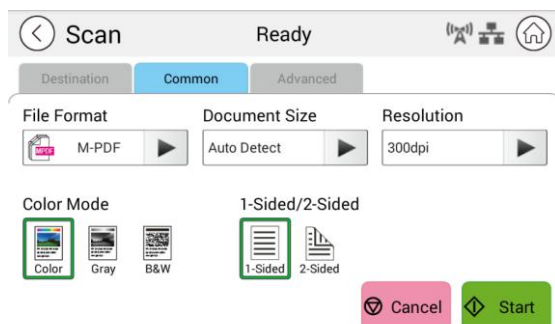 Scan Ready
Destination Common Advanced
File Format Document Size Resolution
MPDF M-PDF Auto Detect 300dpi
Color Mode 1-Sided/2-Sided
Color Gray B&W 1-Sided 2-Sided
Cancel Start